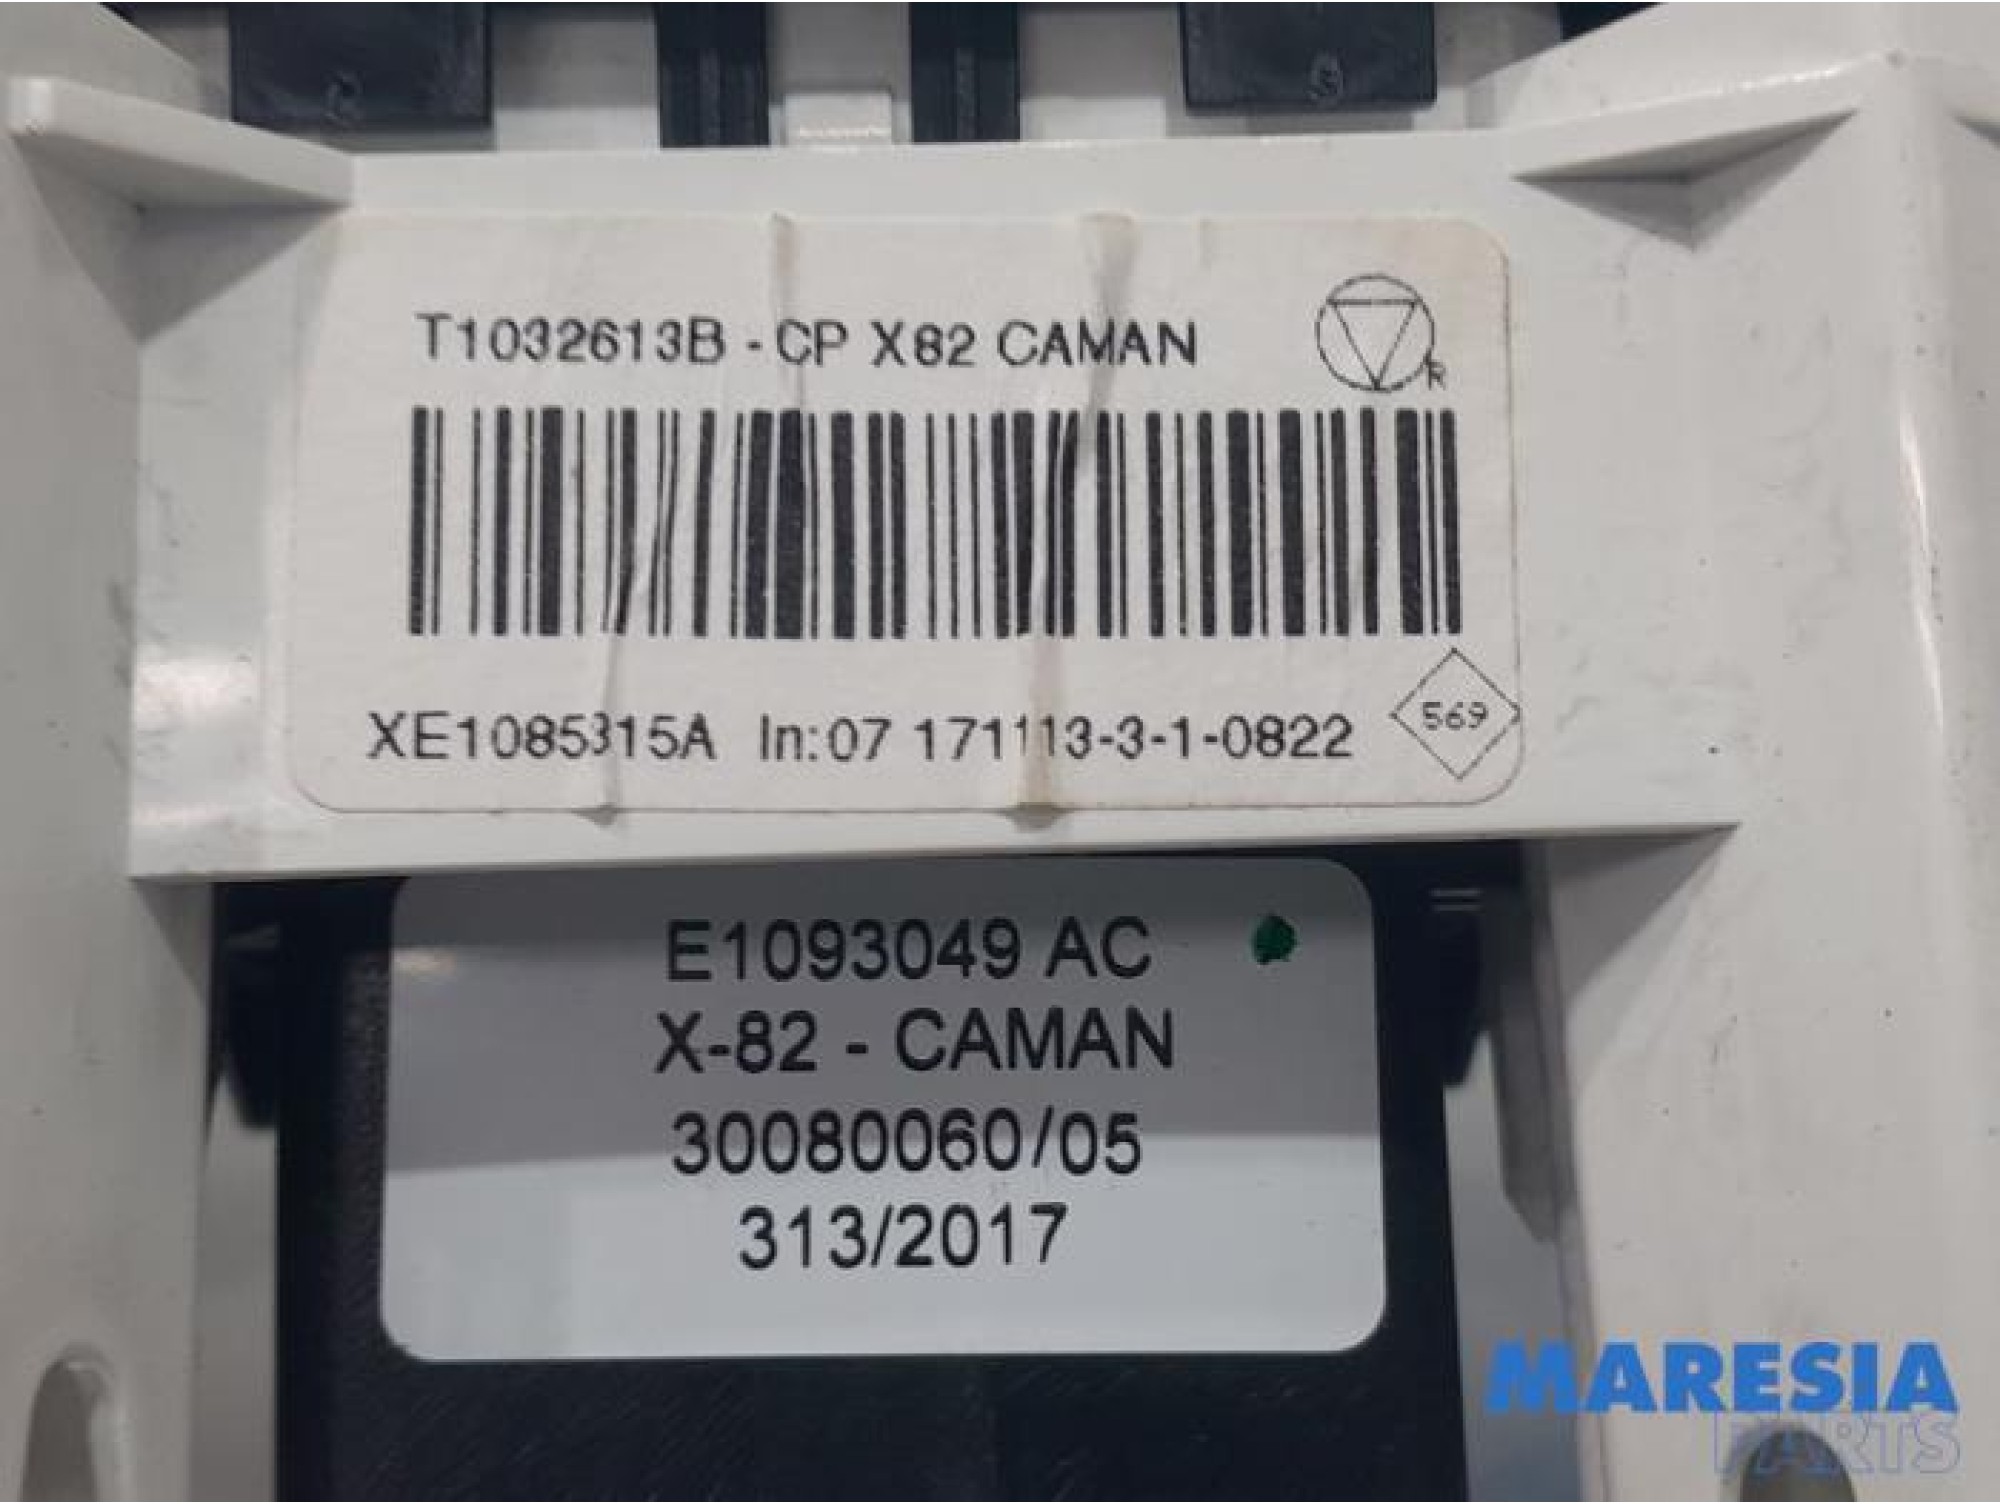 T1032613B - CP X82 CAMAN
R
XE1085315A In:07 171113-3-1-0822
569
E1093049 AC
X-82 - CAMAN
30080060/05
313/2017
MARESIA
PARTS